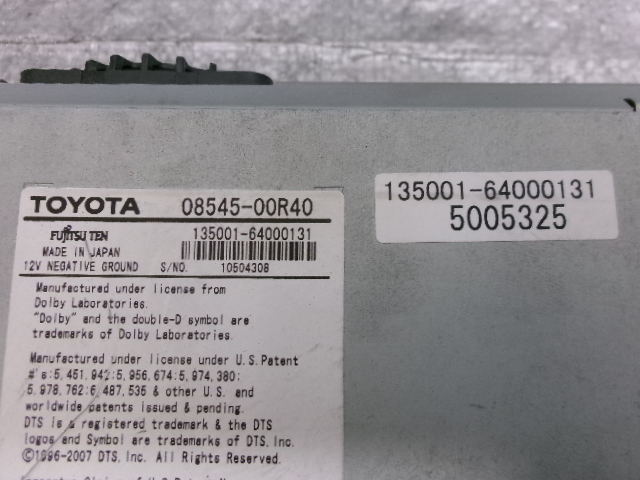 TOYOTA 08545-00R40
FUJITSU TEN 135001-64000131
MADE IN JAPAN
12V NEGATIVE GROUND S/NO. 10504308
Manufactured under license from
Dolby Laboratories.
"Dolby" and the double-D symbol are
trademarks of Dolby Laboratories.
Manufactured under license under U.S.Patent
#'s:5,451,942;5,956,674;5,974,380;
5,978,762;6,487,535 & other U.S. and
worldwide patents issued & pending.
DTS is a registered trademark & the DTS
logos and Symbol are trademarks of DTS,Inc.
©1996-2007 DTS,Inc. All Rights Reserved.
135001-64000131
5005325